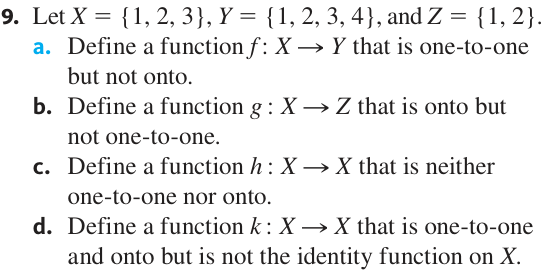 9. Let X = {1, 2, 3}, Y = {1, 2, 3, 4}, and Z = {1, 2}.
a. Define a function f: X → Y that is one-to-one
but not onto.
b. Define a function g: X → Z that is onto but
not one-to-one.
c. Define a function h: X → X that is neither
one-to-one nor onto.
d. Define a function k: X → X that is one-to-one
and onto but is not the identity function on X.